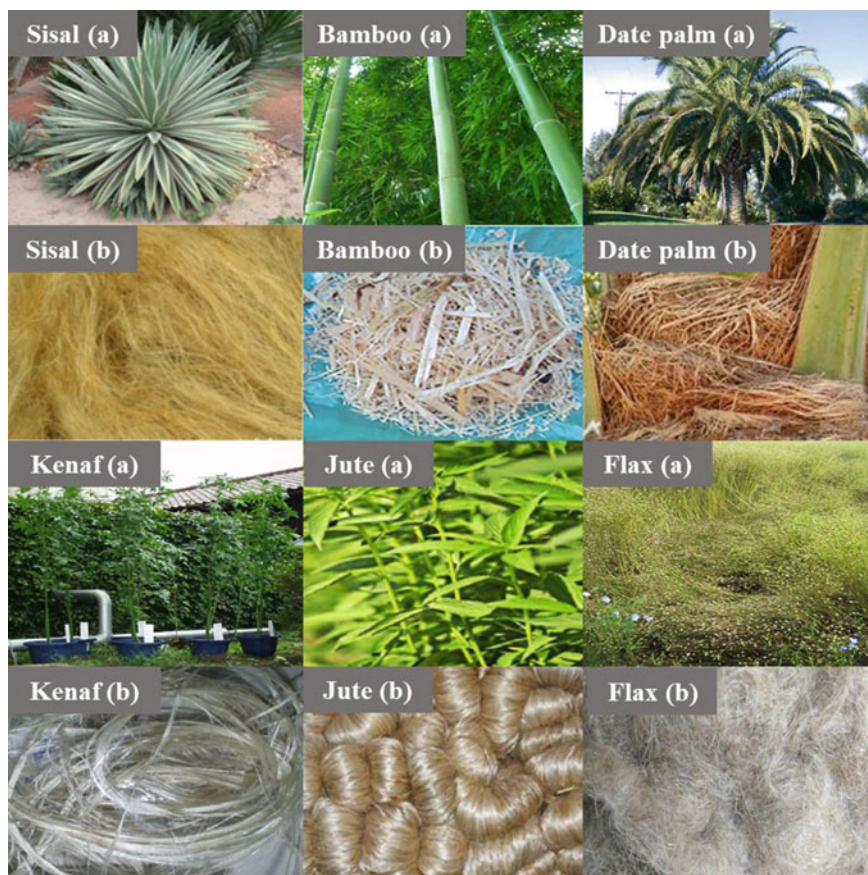 Sisal (a)
Bamboo (a)
Date palm (a)
Sisal (b)
Bamboo (b)
Date palm (b)
Kenaf (a)
Jute (a)
Flax (a)
Kenaf (b)
Jute (b)
Flax (b)